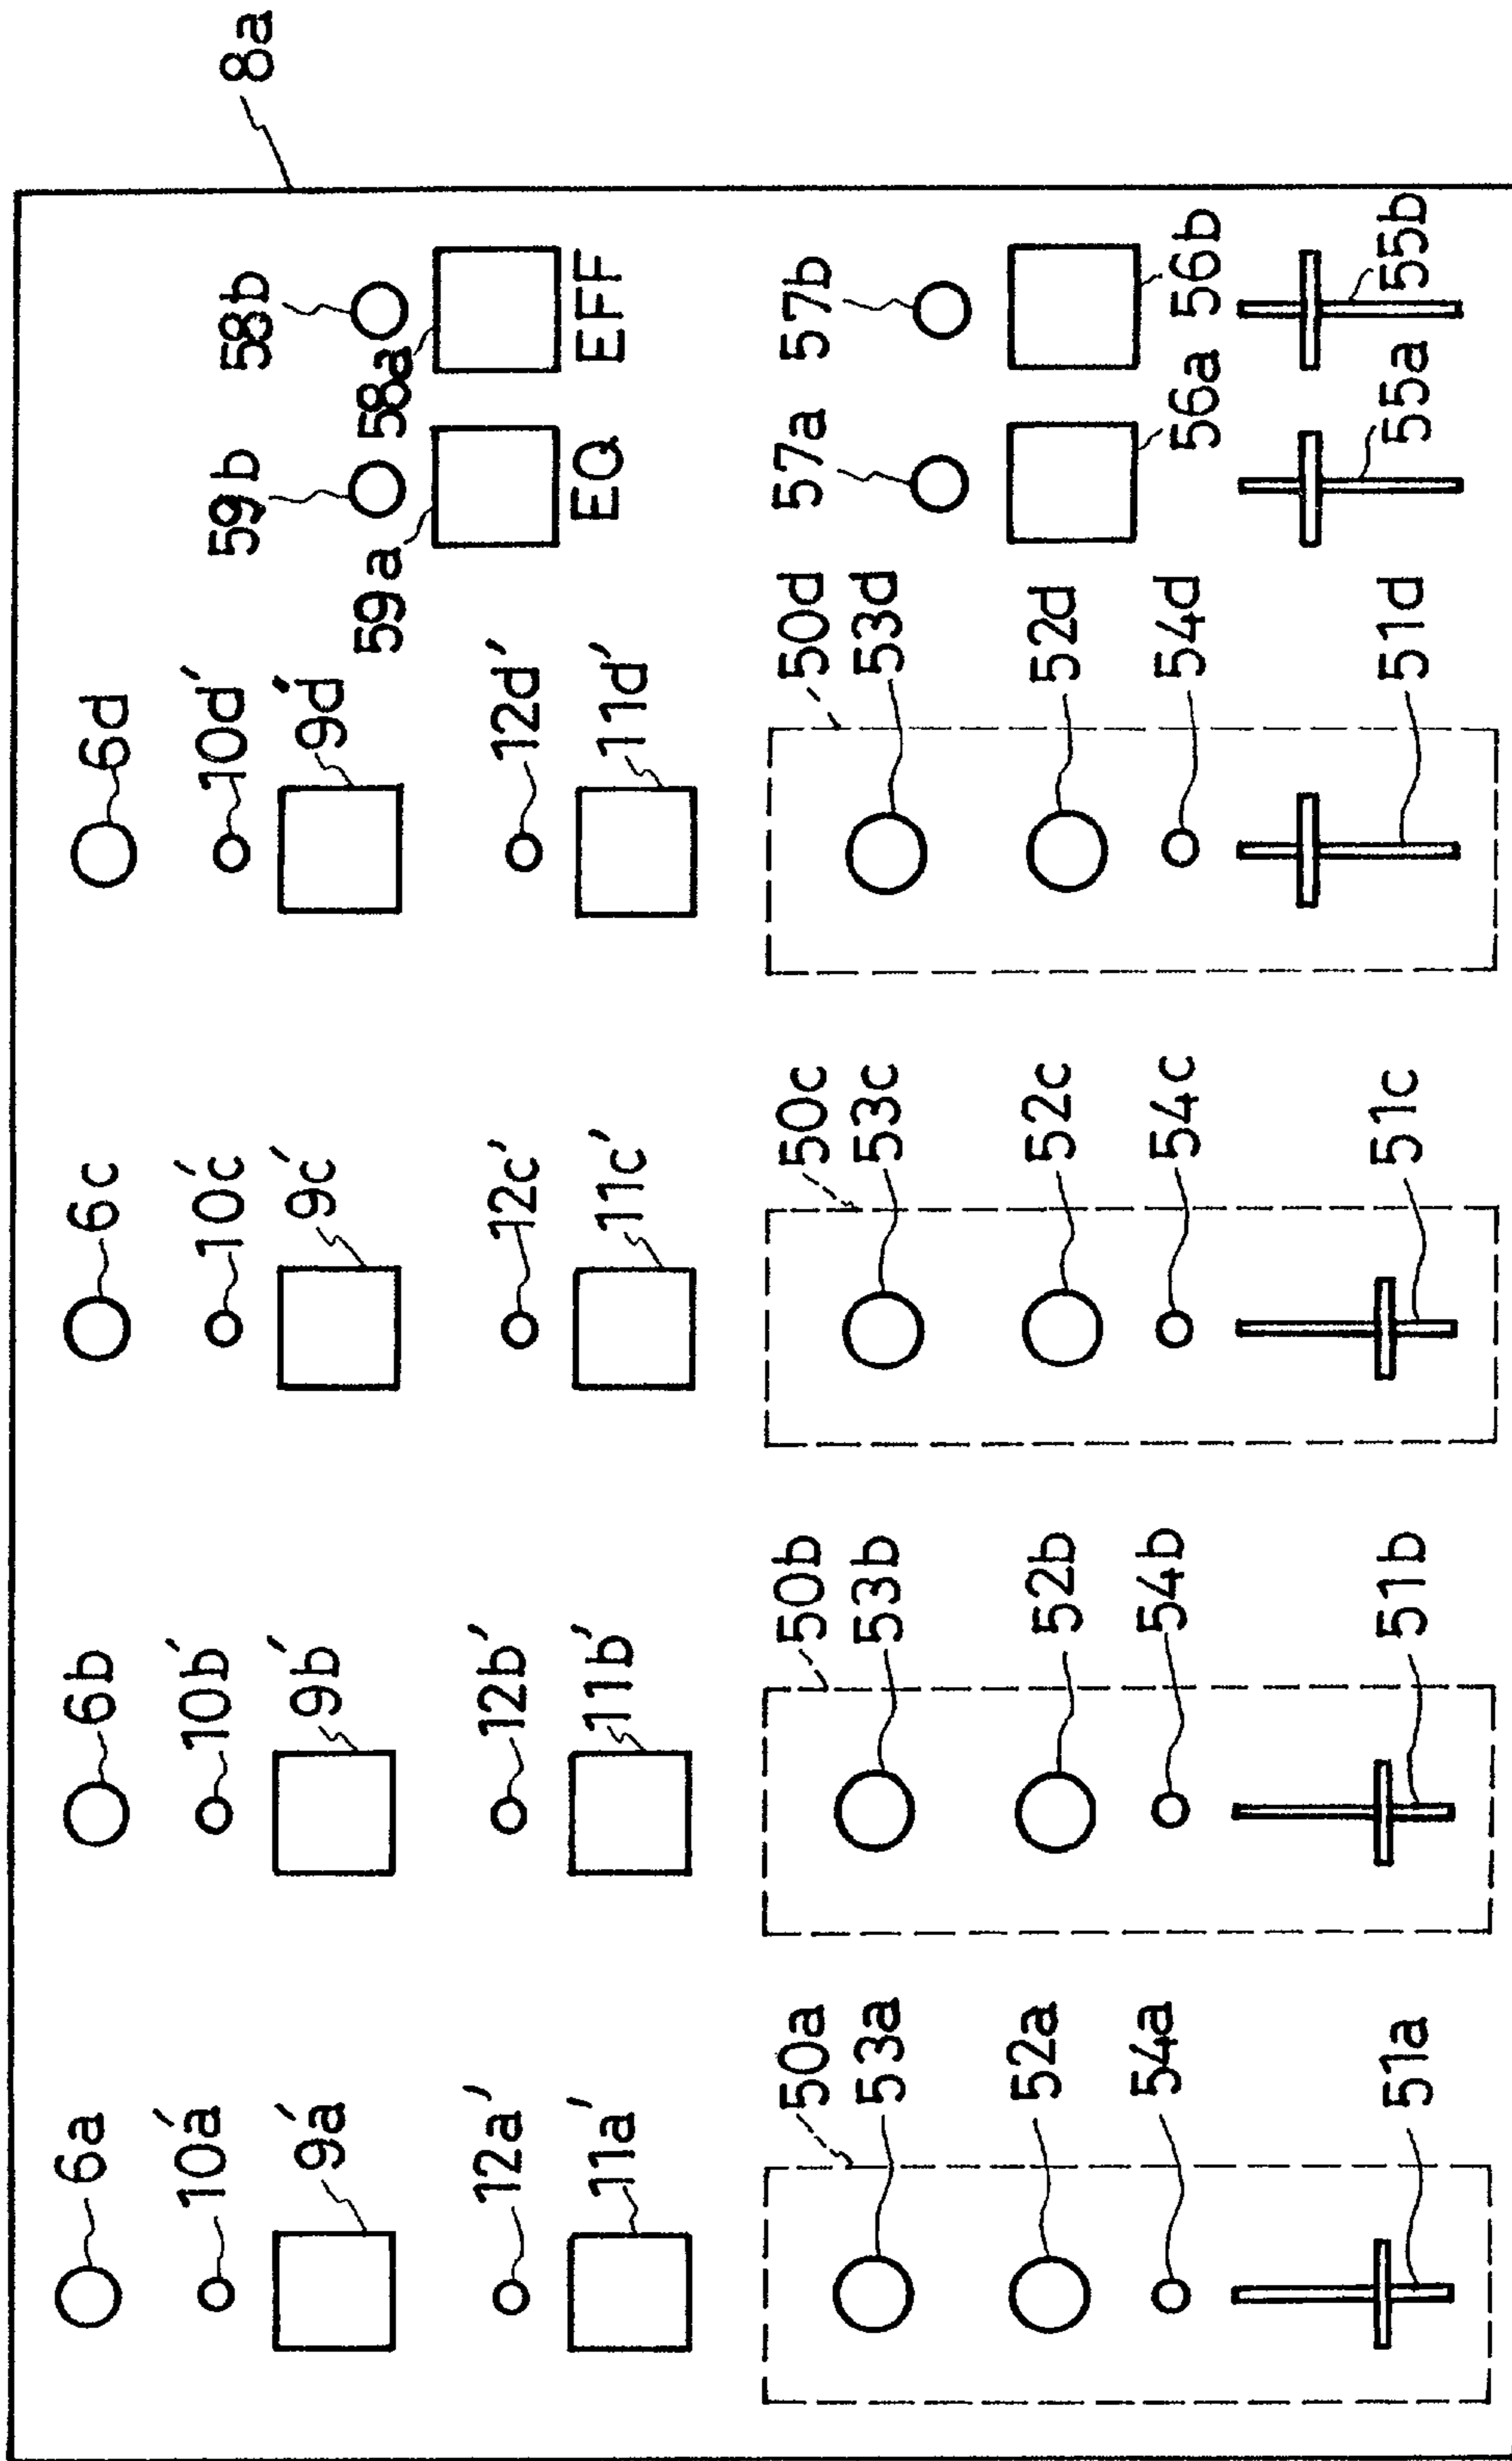 8a
6a
6b
6c
6d
10a′
10b′
10c′
10d′
9a′
9b′
9c′
9d′
59b
58b
59a
58a
EQ
EFF
12a′
12b′
12c′
12d′
11a′
11b′
11c′
11d′
50a
50b
50c
50d
53a
53b
53c
53d
57a
57b
52a
52b
52c
52d
56a
56b
54a
54b
54c
54d
51a
51b
51c
51d
55a
55b